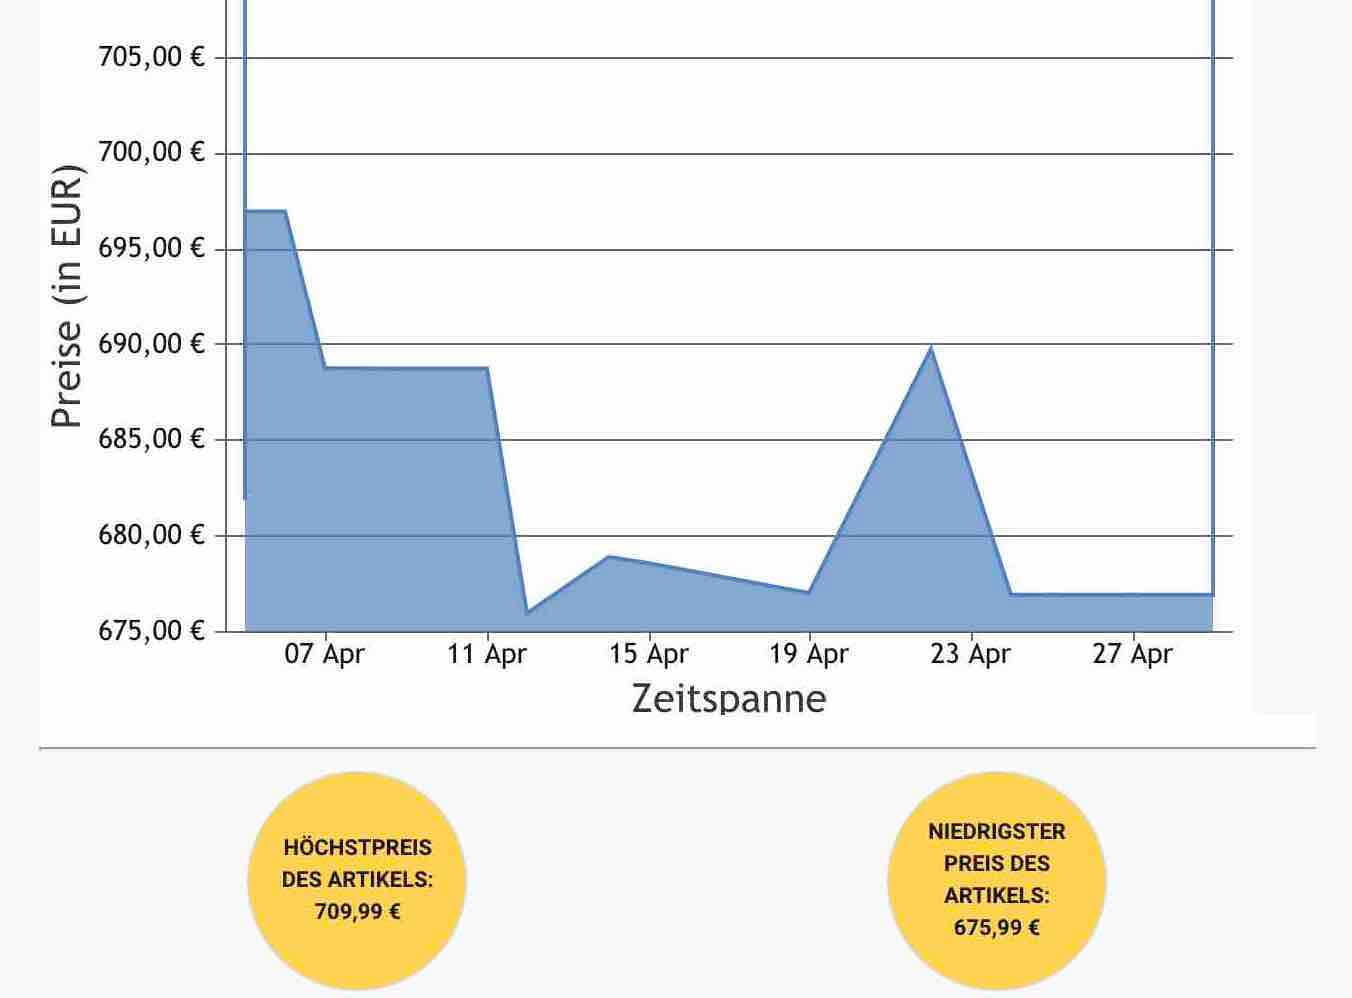 705,00 €
700,00 €
695,00 €
690,00 €
685,00 €
680,00 €
675,00 €
Preise (in EUR)
07 Apr
11 Apr
15 Apr
19 Apr
23 Apr
27 Apr
Zeitspanne
HÖCHSTPREIS
DES ARTIKELS:
709,99 €
NIEDRIGSTER
PREIS DES
ARTIKELS:
675,99 €